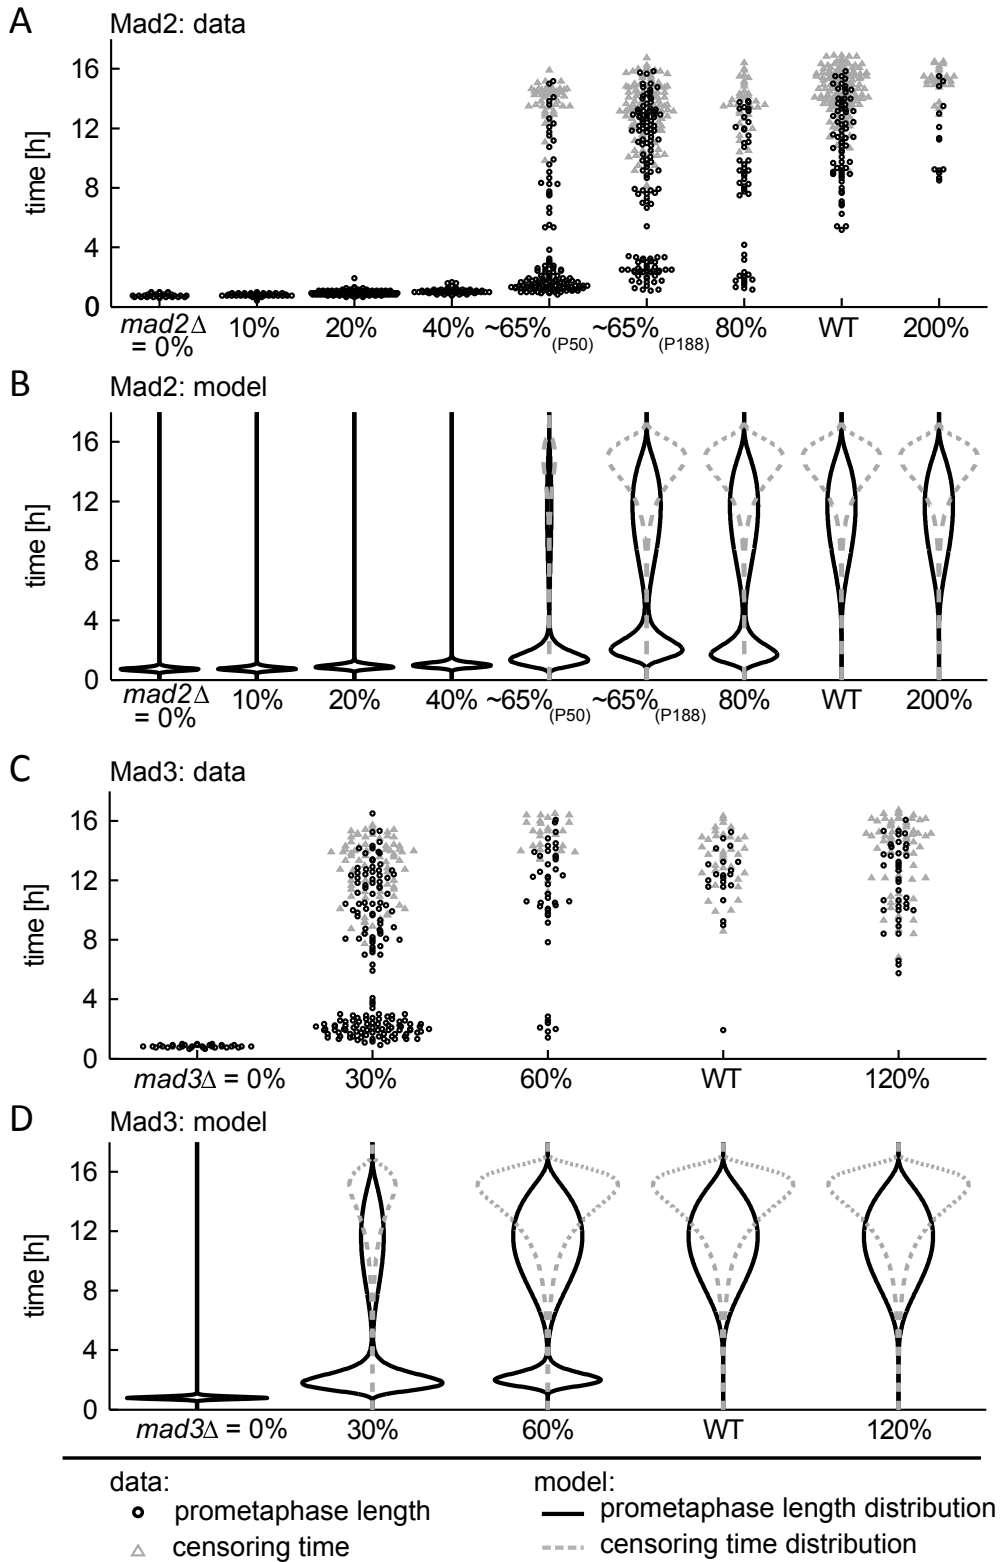 A
Mad2: data
time [h]
16
12
8
4
0
mad2Δ = 0%
10%
20%
40%
~65% (P50)
~65% (P188)
80%
WT
200%
B
Mad2: model
time [h]
16
12
8
4
0
mad2Δ = 0%
10%
20%
40%
~65% (P50)
~65% (P188)
80%
WT
200%
C
Mad3: data
time [h]
16
12
8
4
0
mad3Δ = 0%
30%
60%
WT
120%
D
Mad3: model
time [h]
16
12
8
4
0
mad3Δ = 0%
30%
60%
WT
120%
data:
prometaphase length
censoring time
model:
prometaphase length distribution
censoring time distribution